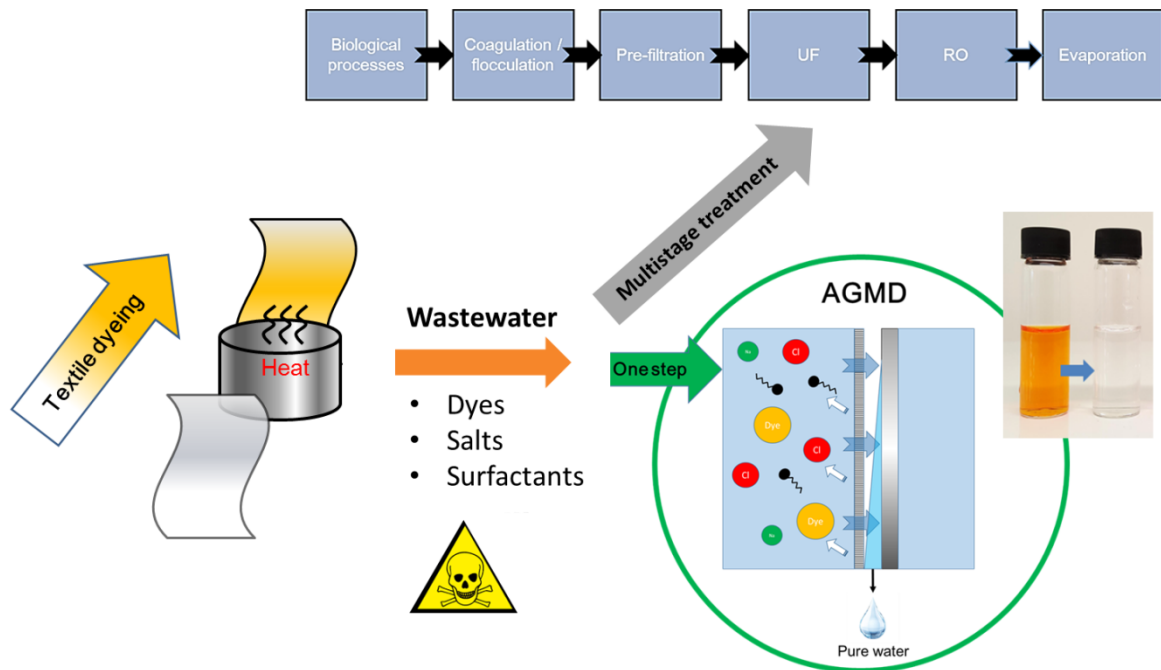 Biological
processes
Coagulation /
flocculation
Pre-filtration
UF
RO
Evaporation
Multistage treatment
Textile dyeing
Heat
Wastewater
• Dyes
• Salts
• Surfactants
One step
AGMD
Cl
Dye
Cl
Cl
Dye
Pure water